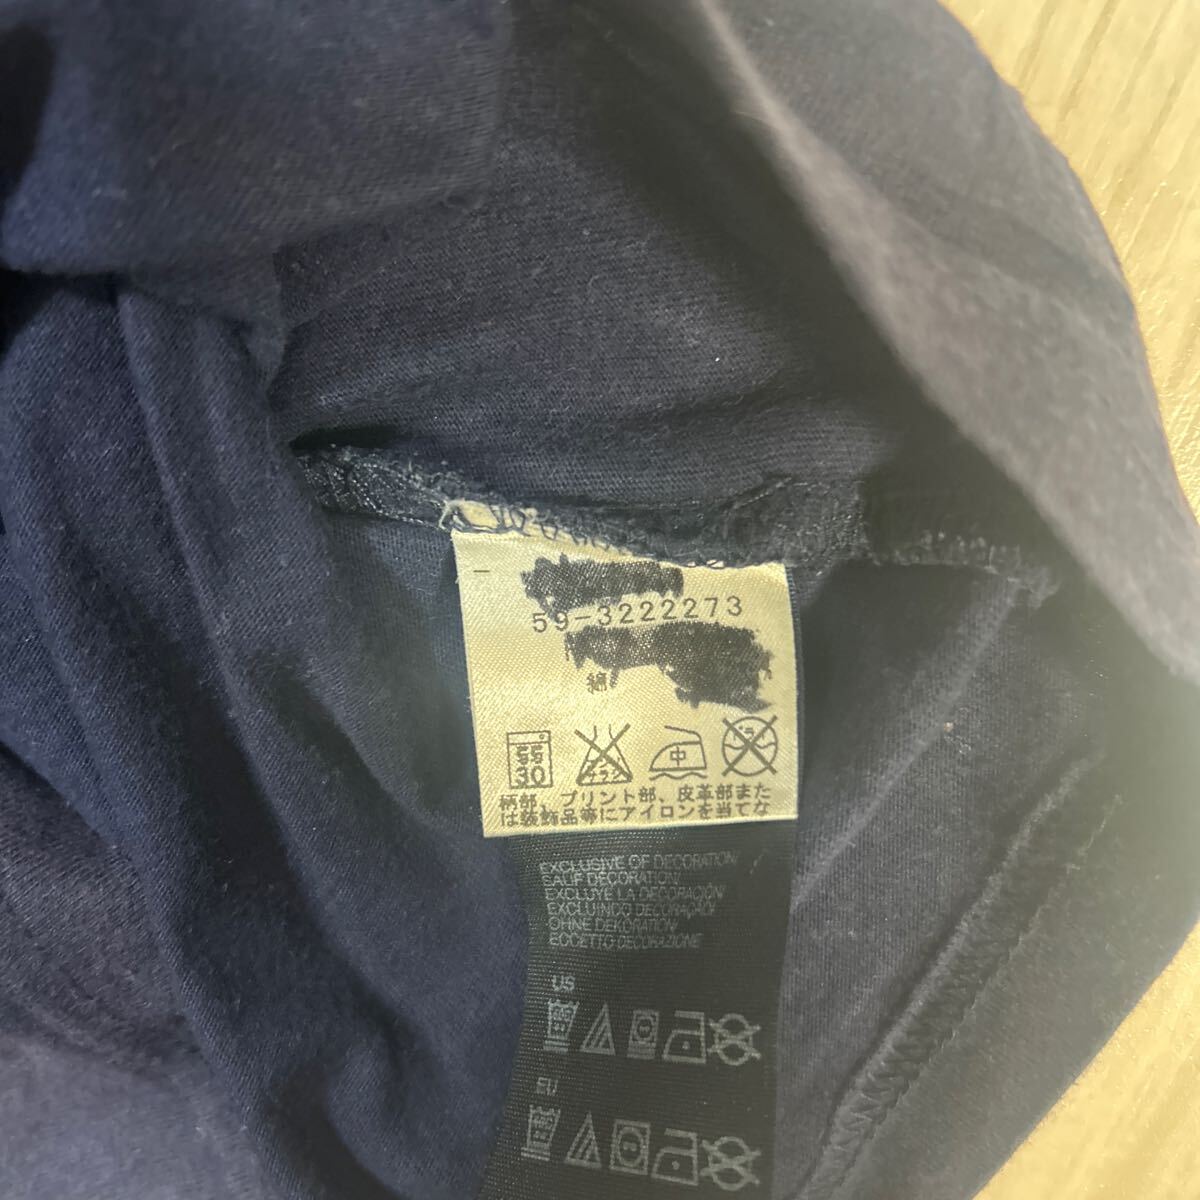 59-3222273
綿
30
中
柄部、プリント部、皮革部また
は装飾品等にアイロンを当てな
EXCLUSIVE OF DECORATION/
SAUF DÉCORATION/
EXCLUYE LA DECORACIÓN/
EXCLUINDO DECORAÇÃO/
OHNE DEKORATION/
ECCETTO DECORAZIONE
US
EU